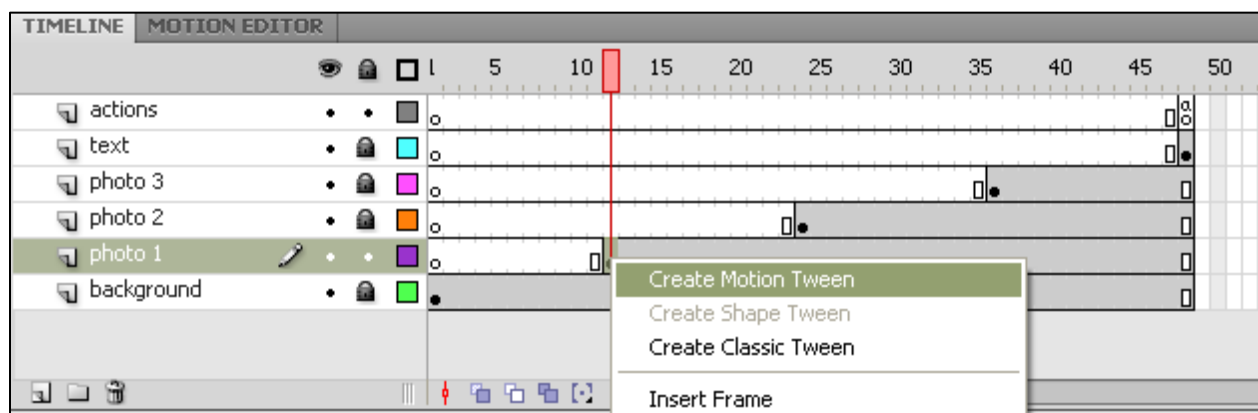 TIMELINE MOTION EDITOR
1 5 10 15 20 25 30 35 40 45 50
actions a
text
photo 3
photo 2
photo 1
background
Create Motion Tween
Create Shape Tween
Create Classic Tween
Insert Frame